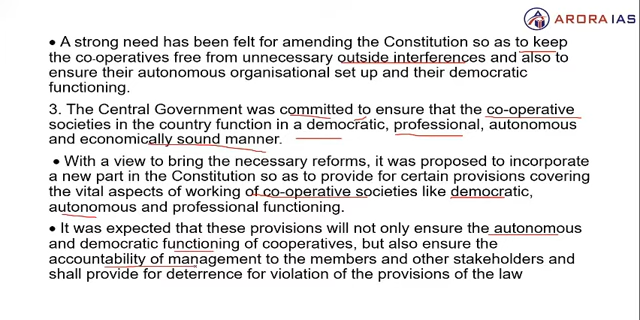 ARORA IAS
• A strong need has been felt for amending the Constitution so as to keep
the co-operatives free from unnecessary outside interferences and also to
ensure their autonomous organisational set up and their democratic
functioning.
3. The Central Government was committed to ensure that the co-operative
societies in the country function in a democratic, professional, autonomous
and economically sound manner.
• With a view to bring the necessary reforms, it was proposed to incorporate
a new part in the Constitution so as to provide for certain provisions covering
the vital aspects of working of co-operative societies like democratic,
autonomous and professional functioning.
• It was expected that these provisions will not only ensure the autonomous
and democratic functioning of cooperatives, but also ensure the
accountability of management to the members and other stakeholders and
shall provide for deterrence for violation of the provisions of the law